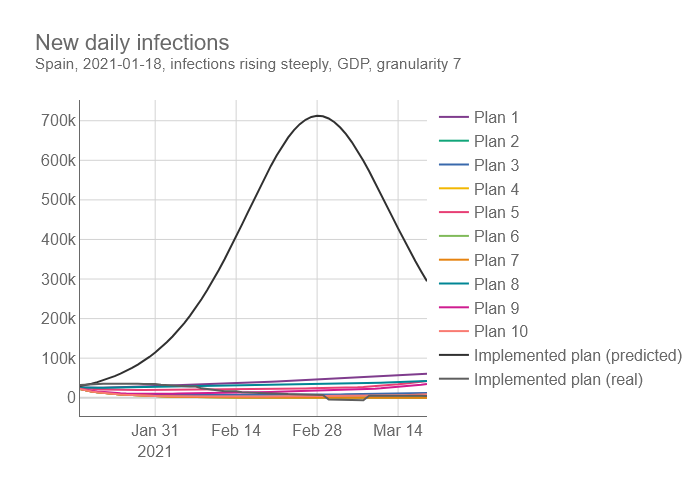 New daily infections
Spain, 2021-01-18, infections rising steeply, GDP, granularity 7
700k
600k
500k
400k
300k
200k
100k
0
Jan 31
2021
Feb 14
Feb 28
Mar 14
Plan 1
Plan 2
Plan 3
Plan 4
Plan 5
Plan 6
Plan 7
Plan 8
Plan 9
Plan 10
Implemented plan (predicted)
Implemented plan (real)